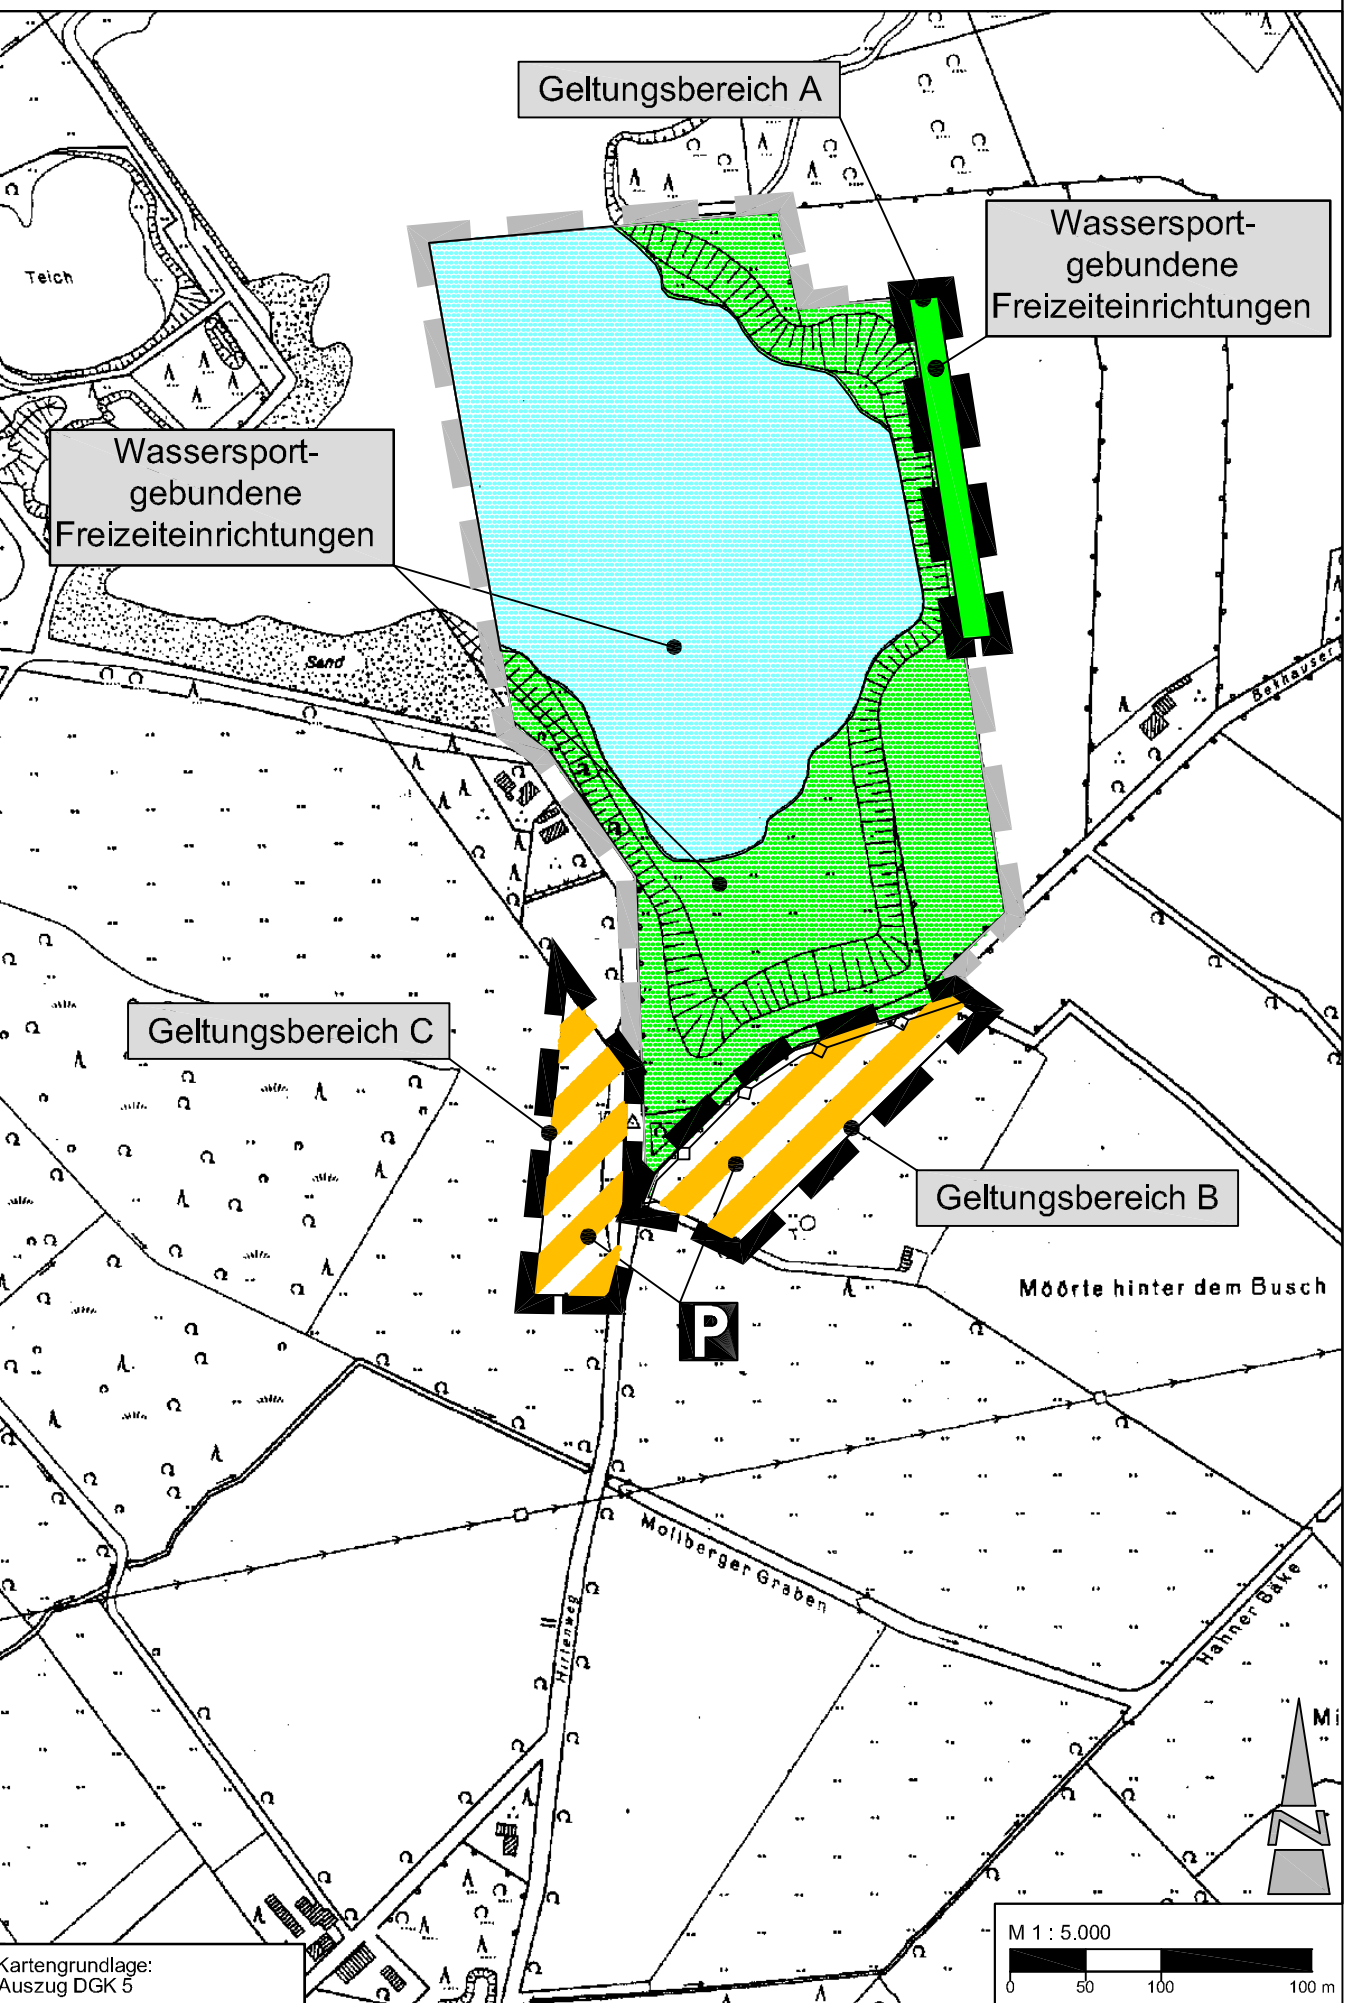 Geltungsbereich A
Wassersport-
gebundene
Freizeiteinrichtungen
Teich
Wassersport-
gebundene
Freizeiteinrichtungen
Sand
Bekhauser
Geltungsbereich C
Geltungsbereich B
Möörte hinter dem Busch
P
Mollberger Graben
Hirtenweg
Hahner Bäke
Mi
N
M 1 : 5.000
0 50 100 100 m
Kartengrundlage:
Auszug DGK 5